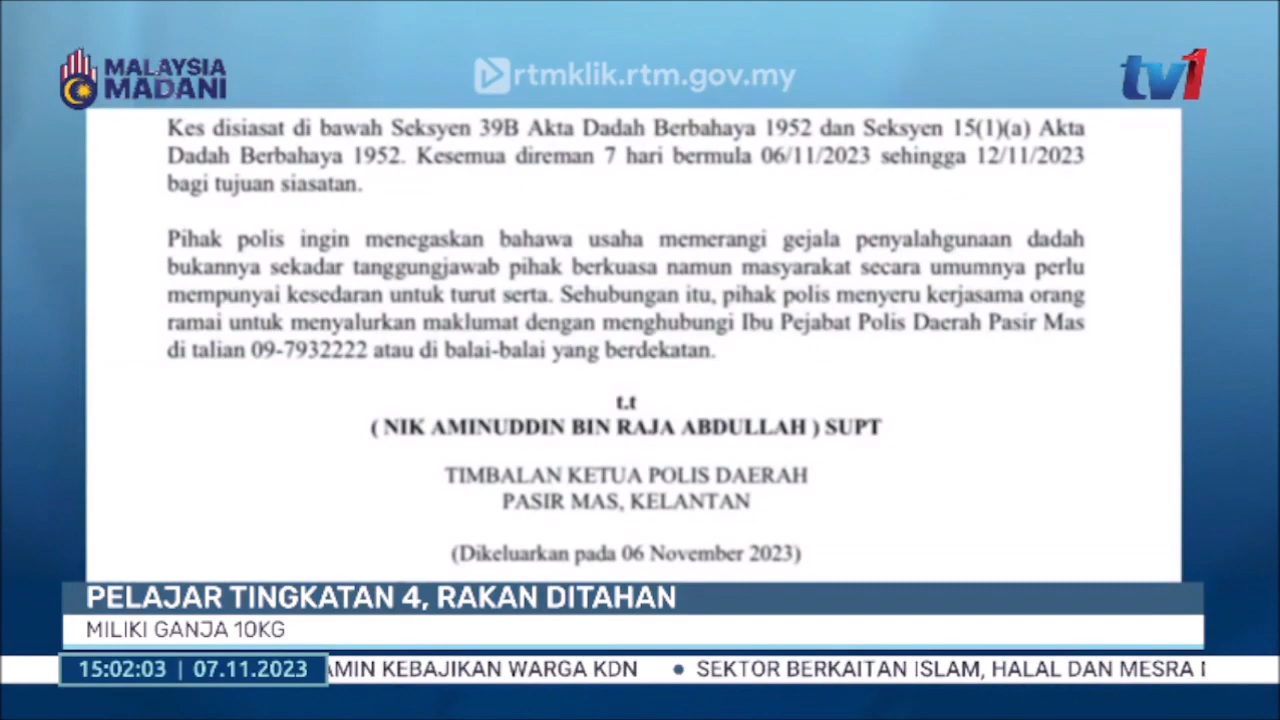 MALAYSIA
MADANI
rtmklik.rtm.gov.my
tv1
Kes disiasat di bawah Seksyen 39B Akta Dadah Berbahaya 1952 dan Seksyen 15(1)(a) Akta
Dadah Berbahaya 1952. Kesemua direman 7 hari bermula 06/11/2023 sehingga 12/11/2023
bagi tujuan siasatan.
Pihak polis ingin menegaskan bahawa usaha memerangi gejala penyalahgunaan dadah
bukannya sekadar tanggungjawab pihak berkuasa namun masyarakat secara umumnya perlu
mempunyai kesedaran untuk turut serta. Sehubungan itu, pihak polis menyeru kerjasama orang
ramai untuk menyalurkan maklumat dengan menghubungi Ibu Pejabat Polis Daerah Pasir Mas
di talian 09-7932222 atau di balai-balai yang berdekatan.
t.t
( NIK AMINUDDIN BIN RAJA ABDULLAH ) SUPT
TIMBALAN KETUA POLIS DAERAH
PASIR MAS, KELANTAN
(Dikeluarkan pada 06 November 2023)
PELAJAR TINGKATAN 4, RAKAN DITAHAN
MILIKI GANJA 10KG
15:02:03 | 07.11.2023 AMIN KEBAJIKAN WARGA KDN • SEKTOR BERKAITAN ISLAM, HALAL DAN MESRA